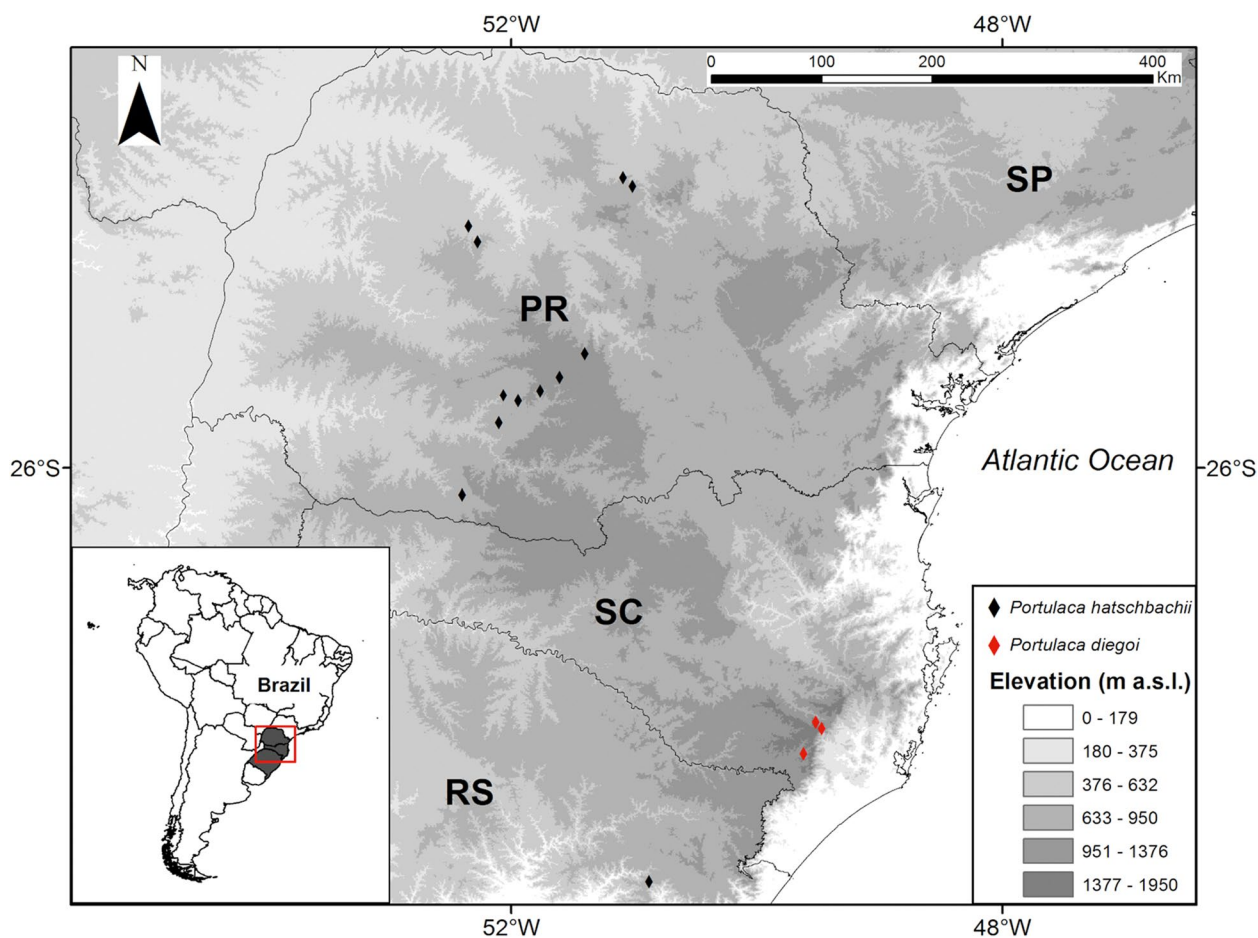 52°W
48°W
N
0
100
200
400
Km
SP
PR
26°S
26°S
Atlantic Ocean
SC
Brazil
RS
Portulaca hatschbachii
Portulaca diegoi
Elevation (m a.s.l.)
0 - 179
180 - 375
376 - 632
633 - 950
951 - 1376
1377 - 1950
52°W
48°W